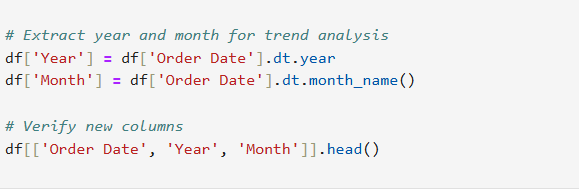 # Extract year and month for trend analysis
df['Year'] = df['Order Date'].dt.year
df['Month'] = df['Order Date'].dt.month_name()
# Verify new columns
df[['Order Date', 'Year', 'Month']].head()